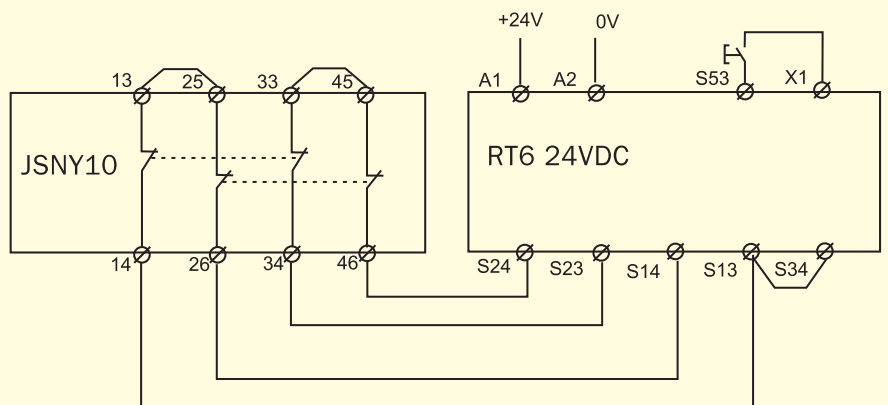 +24V 0V
13 25 33 45 A1 A2 S53 X1
JSNY10 RT6 24VDC
14 26 34 46 S24 S23 S14 S13 S34